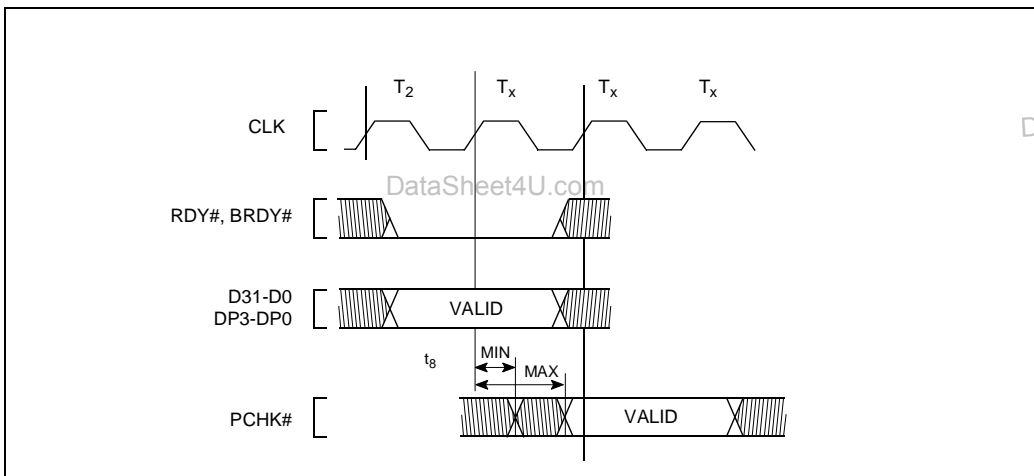 T2 Tx Tx Tx
CLK
D
DataSheet4U.com
RDY#, BRDY#
D31-D0
DP3-DP0
VALID
t8
MIN
MAX
PCHK#
VALID